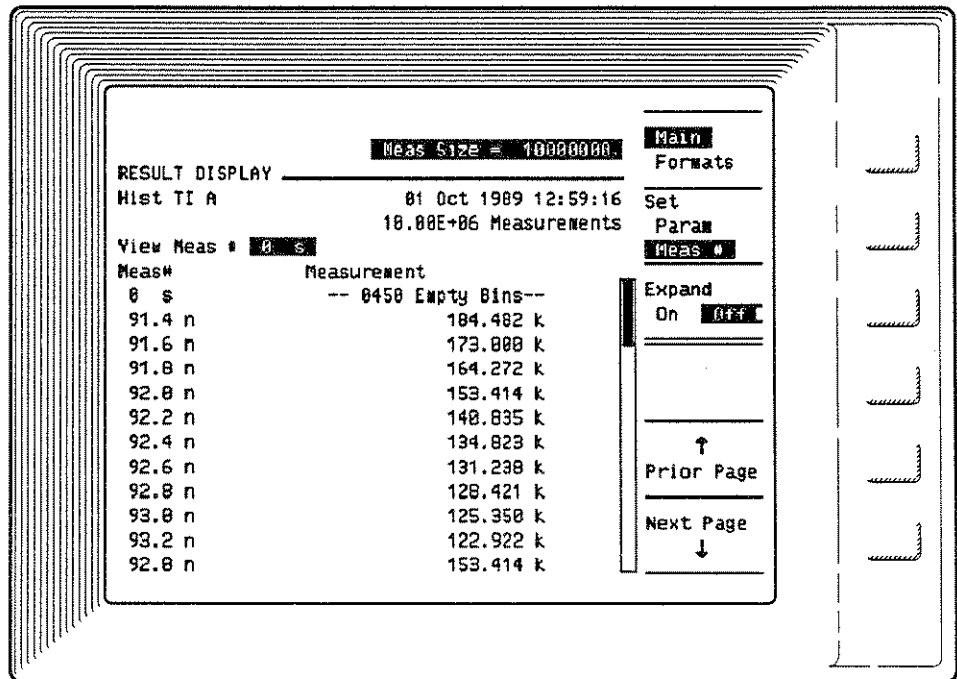 Meas Size = 10000000.
RESULT DISPLAY
Hist TI A 01 Oct 1989 12:59:16
10.00E+06 Measurements
View Meas # 0 s
Meas# Measurement
0 s -- 0450 Empty Bins--
91.4 n 184.482 k
91.6 n 173.800 k
91.8 n 164.272 k
92.0 n 153.414 k
92.2 n 140.835 k
92.4 n 134.823 k
92.6 n 131.238 k
92.8 n 128.421 k
93.0 n 125.350 k
93.2 n 122.922 k
92.0 n 153.414 k
Main
Formats
Set
Param
Meas #
Expand
On Off
↑
Prior Page
Next Page
↓